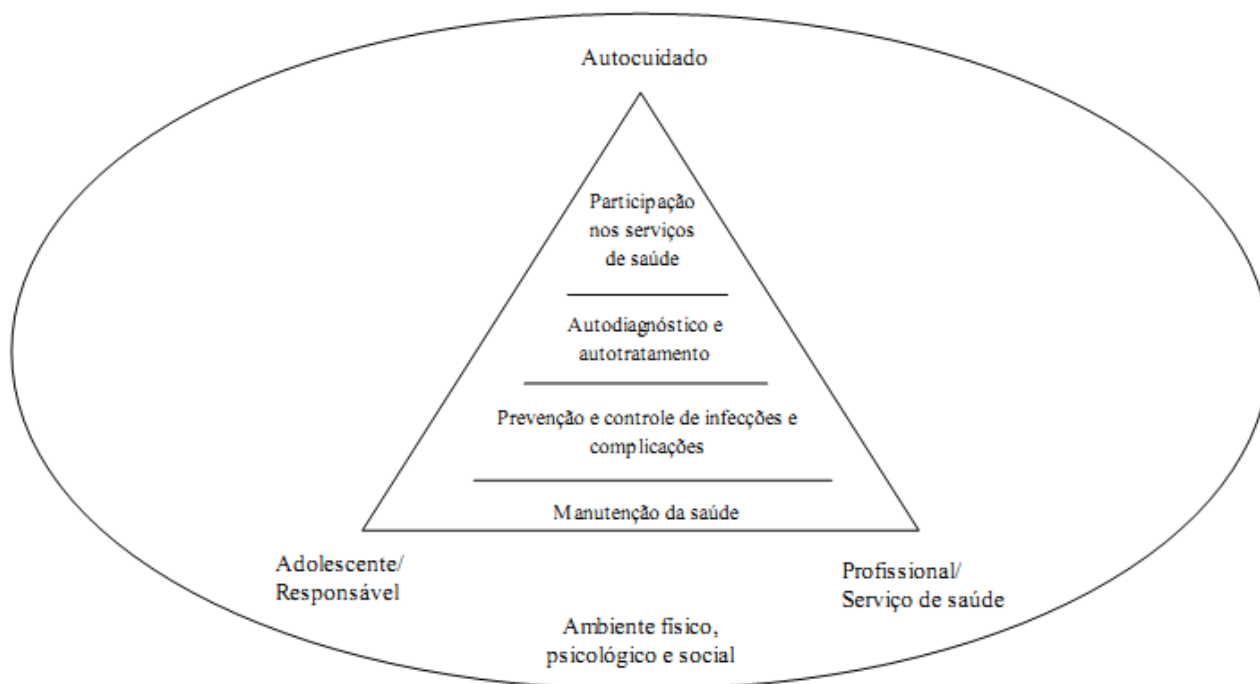 Autocuidado
Participação
nos serviços
de saúde
Autodiagnóstico e
autotratamento
Prevenção e controle de infecções e
complicações
Manutenção da saúde
Adolescente/
Responsável
Profissional/
Serviço de saúde
Ambiente físico,
psicológico e social